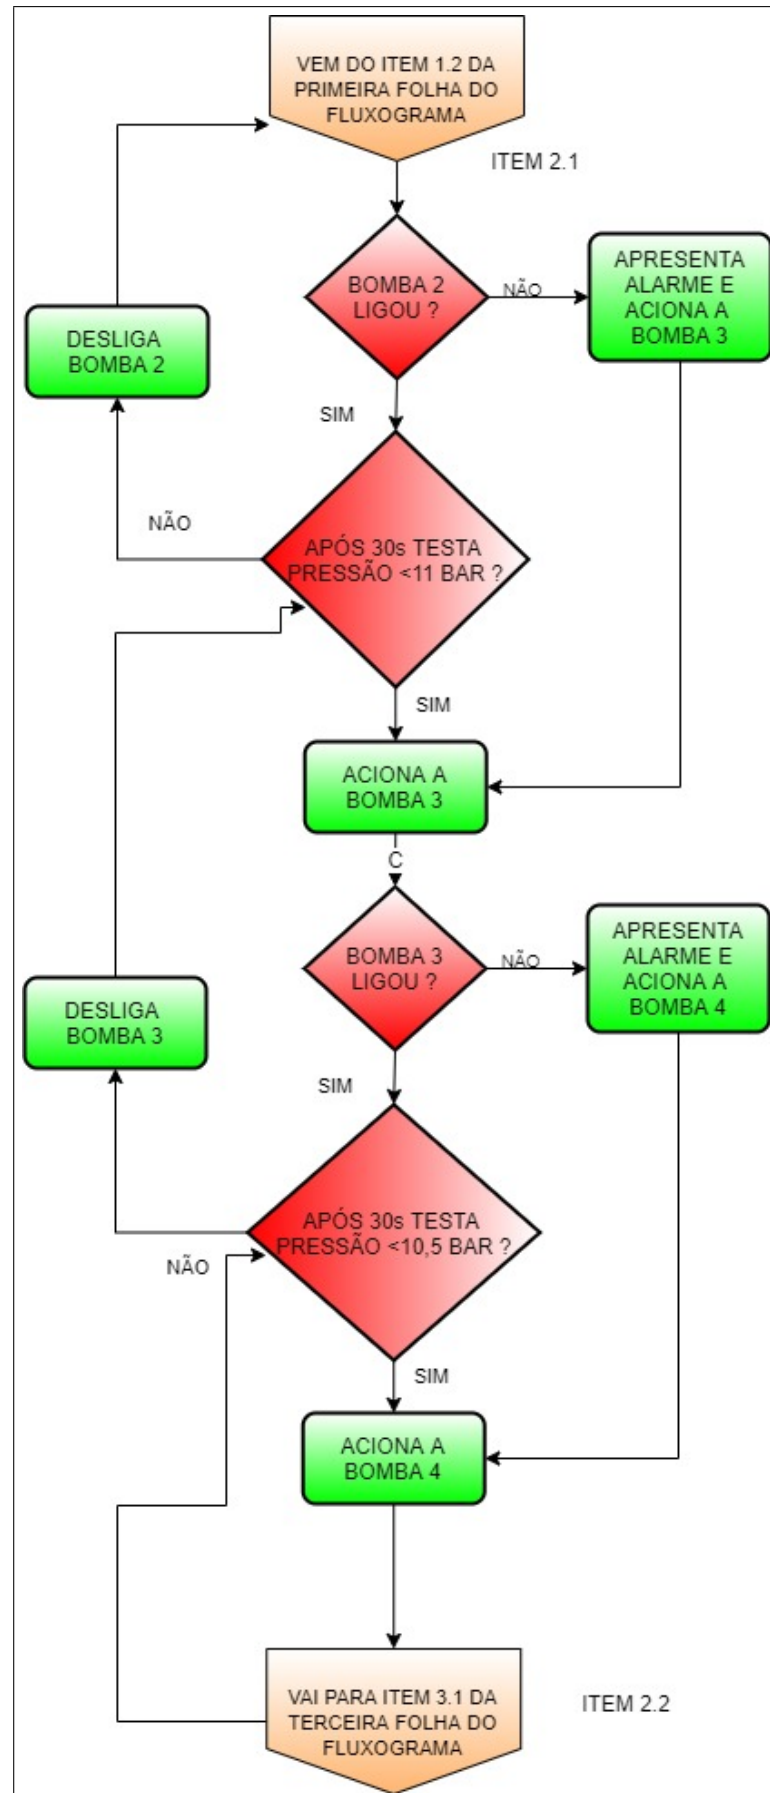 VEM DO ITEM 1.2 DA
PRIMEIRA FOLHA DO
FLUXOGRAMA
ITEM 2.1
BOMBA 2
LIGOU ?
NÃO
APRESENTA
ALARME E
ACIONA A
BOMBA 3
DESLIGA
BOMBA 2
SIM
NÃO
APÓS 30s TESTA
PRESSÃO <11 BAR ?
SIM
ACIONA A
BOMBA 3
C
BOMBA 3
LIGOU ?
NÃO
APRESENTA
ALARME E
ACIONA A
BOMBA 4
DESLIGA
BOMBA 3
SIM
APÓS 30s TESTA
PRESSÃO <10,5 BAR ?
NÃO
SIM
ACIONA A
BOMBA 4
VAI PARA ITEM 3.1 DA
TERCEIRA FOLHA DO
FLUXOGRAMA
ITEM 2.2